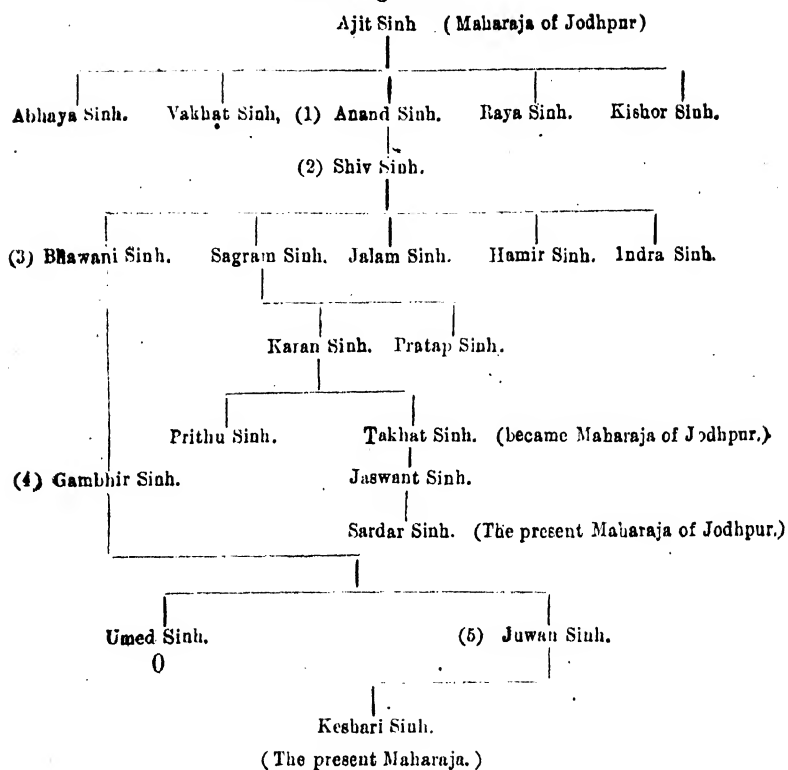 Ajit Sinh (Maharaja of Jodhpur)
Abhaya Sinh. Vakhat Sinh, (1) Anand Sinh. Raya Sinh. Kishor Sinh.
(2) Shiv Sinh.
(3) Bhawani Sinh. Sagram Sinh. Jalam Sinh. Hamir Sinh. Indra Sinh.
Karan Sinh. Pratap Sinh.
Prithu Sinh. Takhat Sinh. (became Maharaja of Jodhpur.)
(4) Gambhir Sinh. Jaswant Sinh.
Sardar Sinh. (The present Maharaja of Jodhpur.)
Umed Sinh. (5) Juwan Sinh.
0
Keshari Sinh.
(The present Maharaja.)